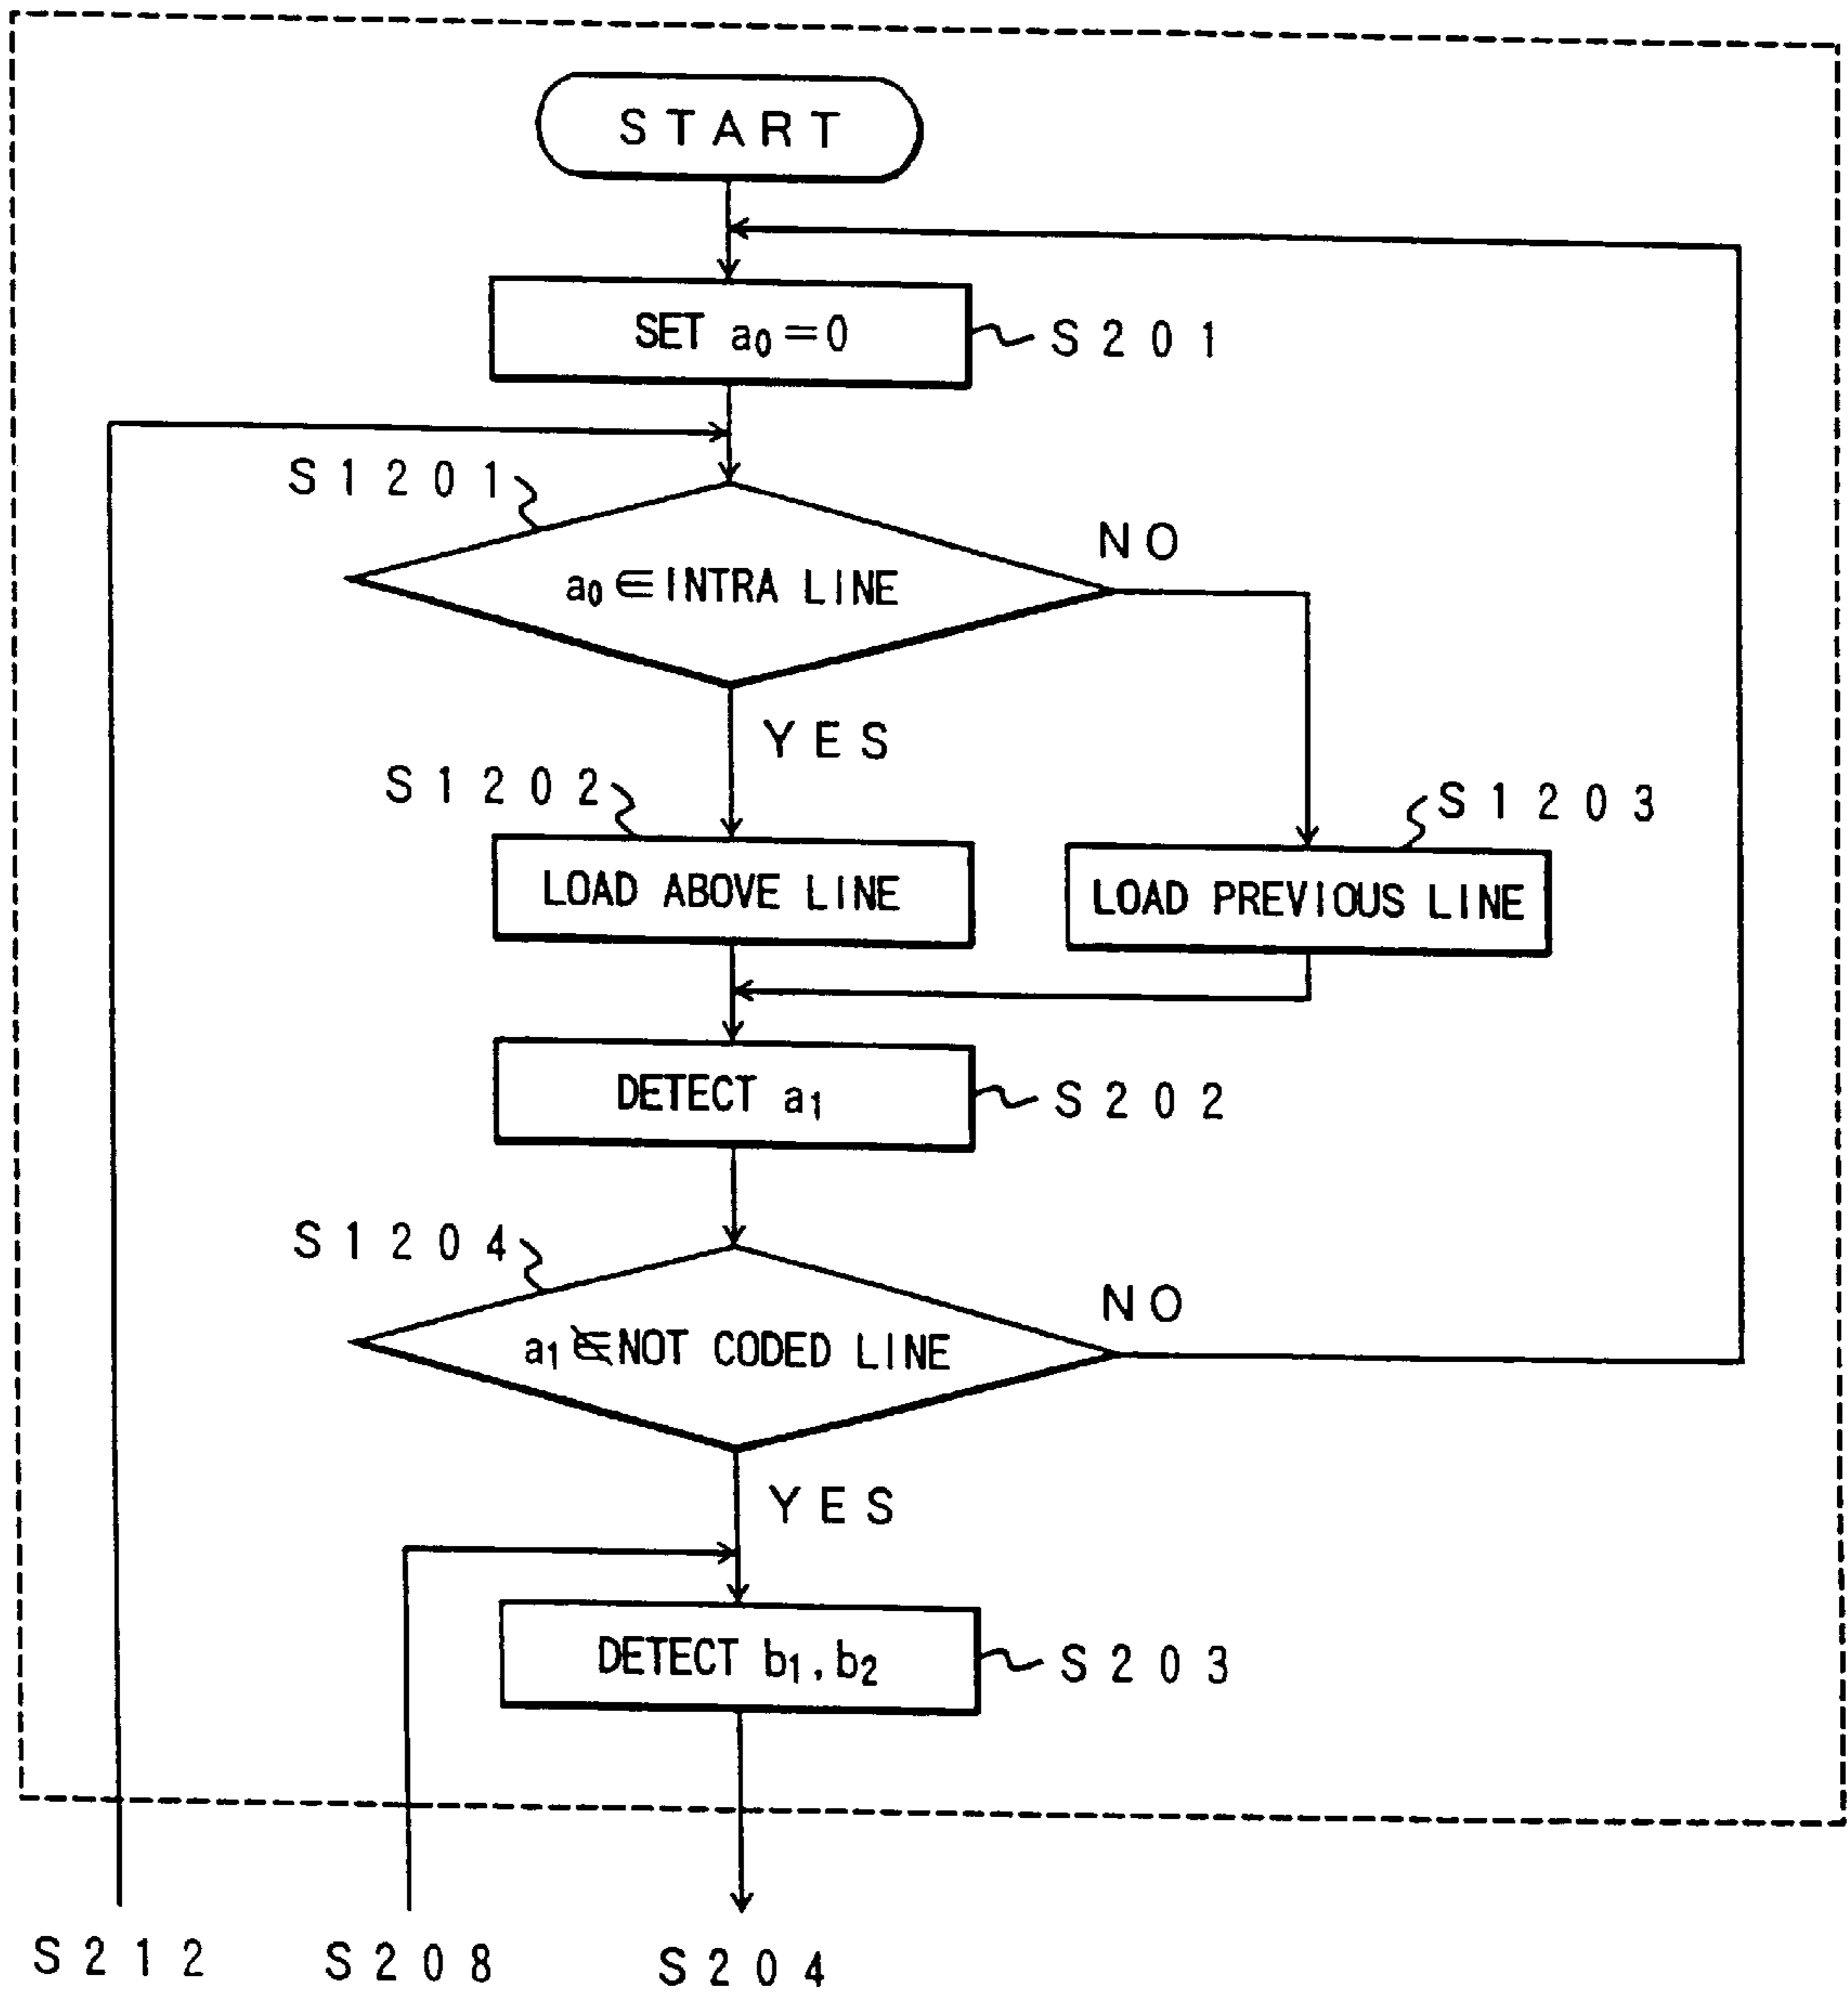 START
SET a₀=0
S201
S1201
NO
a₀∈INTRA LINE
YES
S1202
S1203
LOAD ABOVE LINE
LOAD PREVIOUS LINE
DETECT a₁
S202
S1204
NO
a₁∉NOT CODED LINE
YES
DETECT b₁,b₂
S203
S212
S208
S204